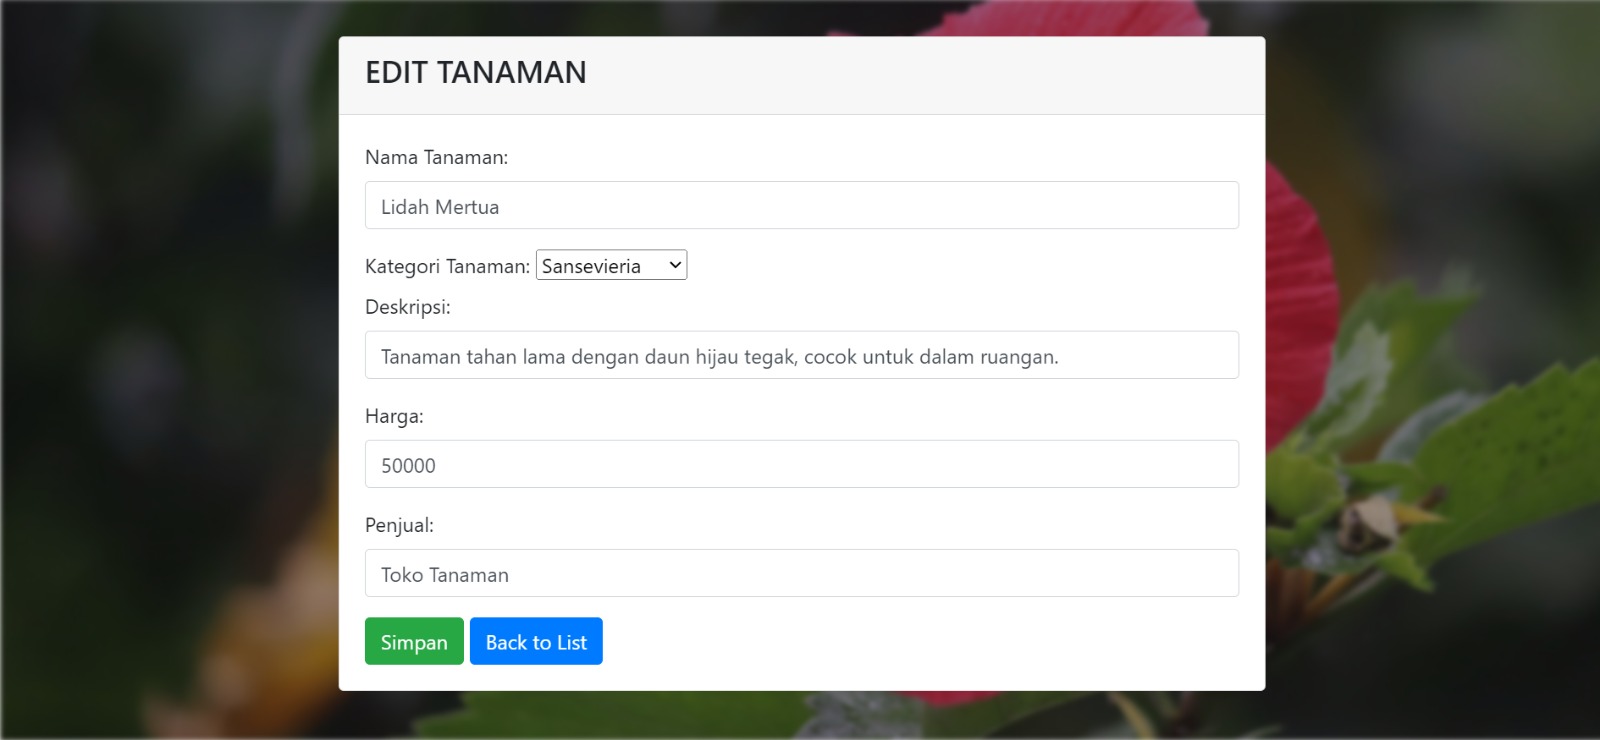 EDIT TANAMAN
Nama Tanaman:
Lidah Mertua
Kategori Tanaman: Sansevieria
Deskripsi:
Tanaman tahan lama dengan daun hijau tegak, cocok untuk dalam ruangan.
Harga:
50000
Penjual:
Toko Tanaman
Simpan Back to List